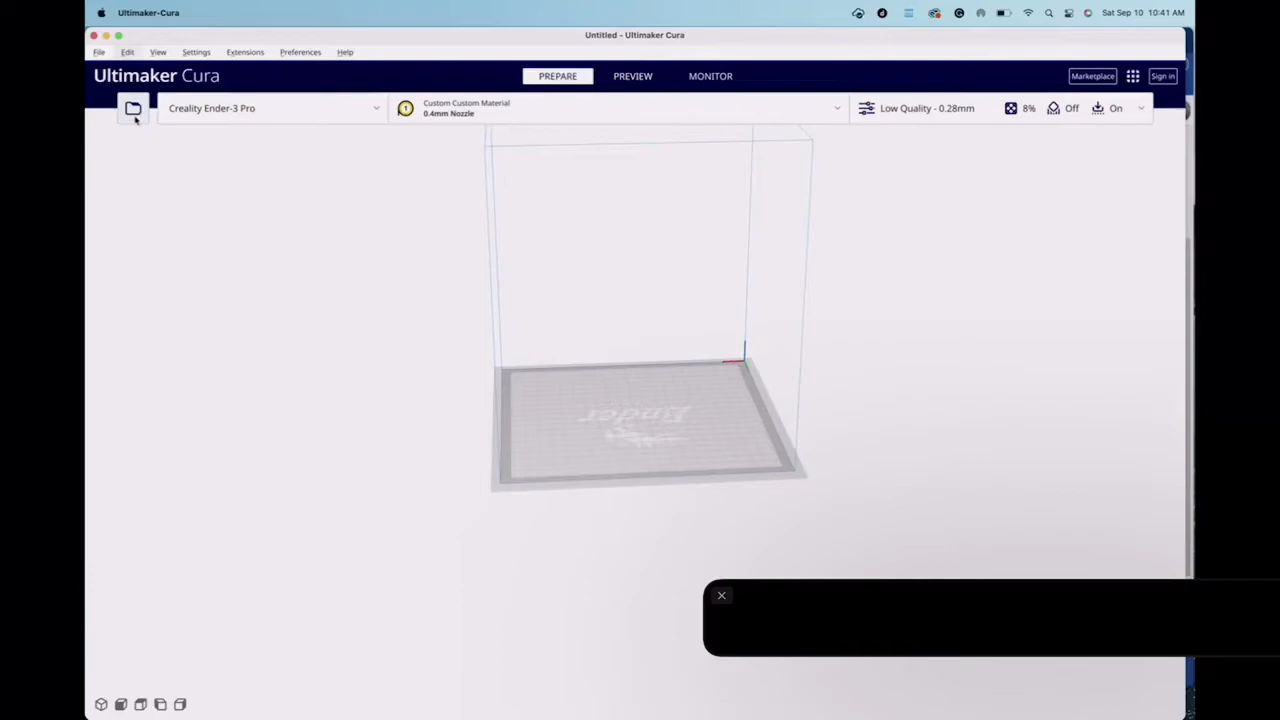 Ultimaker-Cura
Sat Sep 10 10:41 AM
Untitled - Ultimaker Cura
File Edit View Settings Extensions Preferences Help
Ultimaker Cura
PREPARE PREVIEW MONITOR
Marketplace
Sign in
Creality Ender-3 Pro
1
Custom Custom Material
0.4mm Nozzle
Low Quality - 0.28mm
8%
Off
On
Ender